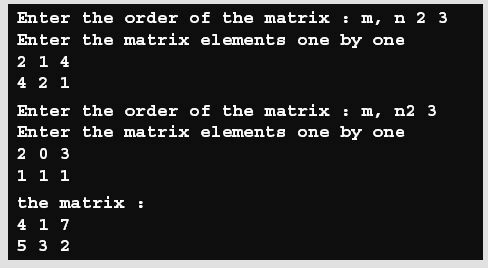 Enter the order of the matrix : m, n 2 3
Enter the matrix elements one by one
2 1 4
4 2 1
Enter the order of the matrix : m, n2 3
Enter the matrix elements one by one
2 0 3
1 1 1
the matrix :
4 1 7
5 3 2